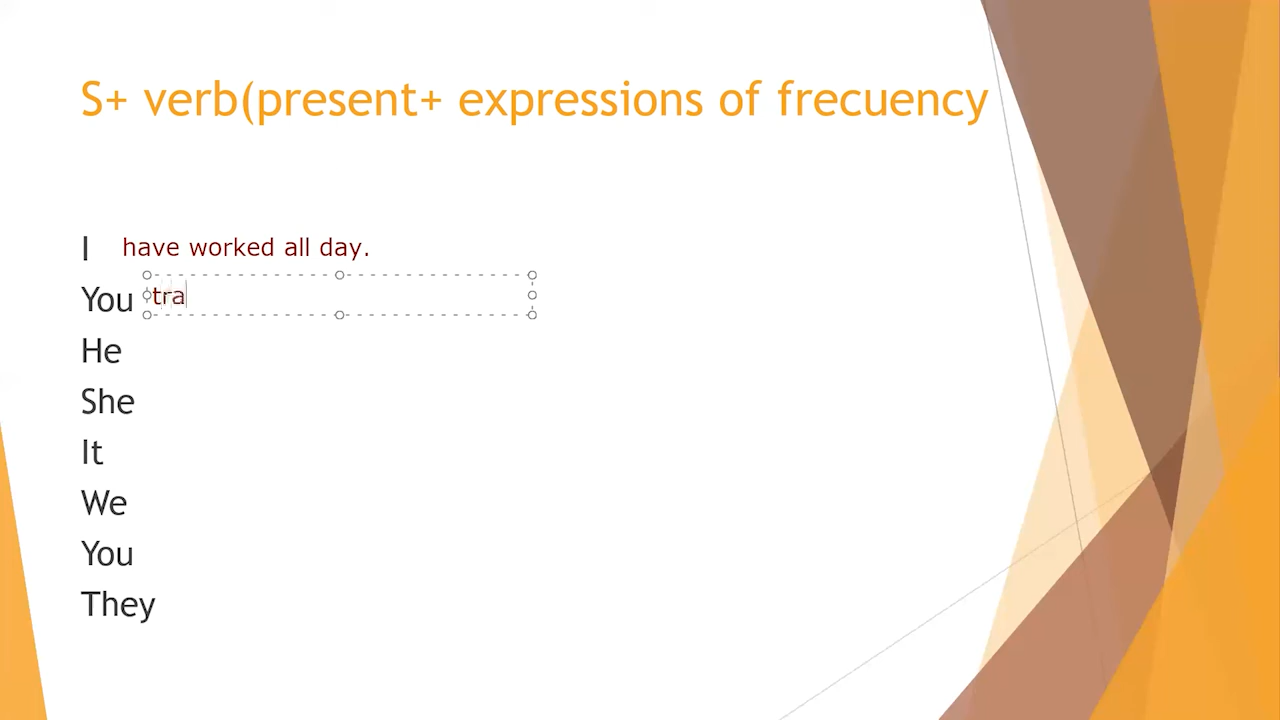 S+ verb(present+ expressions of frecuency
I have worked all day.
You tra
He
She
It
We
You
They